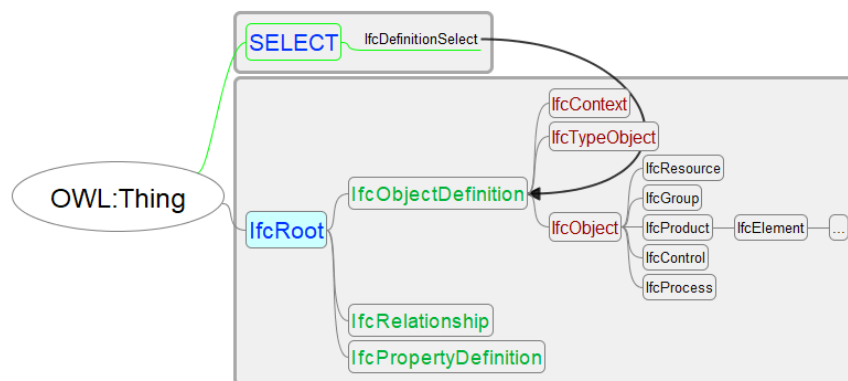 SELECT
IfcDefinitionSelect
OWL:Thing
IfcRoot
IfcObjectDefinition
IfcContext
IfcTypeObject
IfcObject
IfcResource
IfcGroup
IfcProduct
IfcElement
...
IfcControl
IfcProcess
IfcRelationship
IfcPropertyDefinition